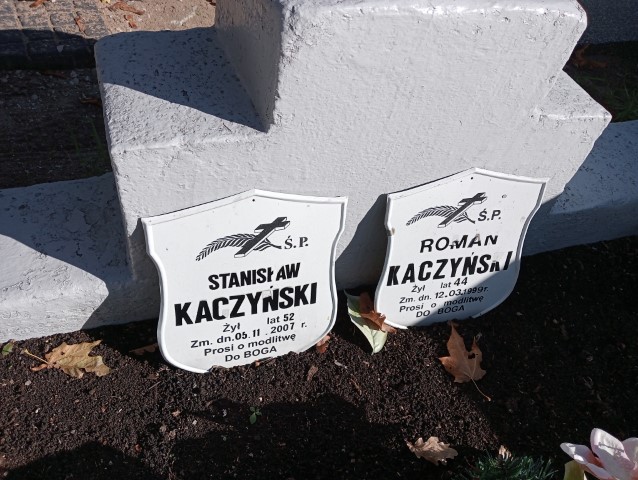 Ś.P.
STANISŁAW
KACZYŃSKI
Żył lat 52
Zm. dn. 05.11.2007 r.
Prosi o modlitwę
Do BOGA
Ś.P.
ROMAN
KACZYŃSKI
Żył lat 44
Zm. dn. 12.03.1999r.
Prosi o modlitwę
Do BOGA